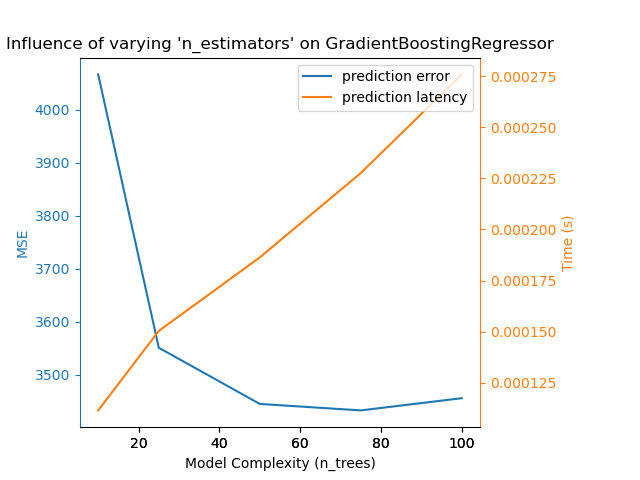 Influence of varying 'n_estimators' on GradientBoostingRegressor
prediction error
prediction latency
4000
3900
3800
3700
3600
3500
MSE
0.000275
0.000250
0.000225
0.000200
0.000175
0.000150
0.000125
Time (s)
20 40 60 80 100
Model Complexity (n_trees)